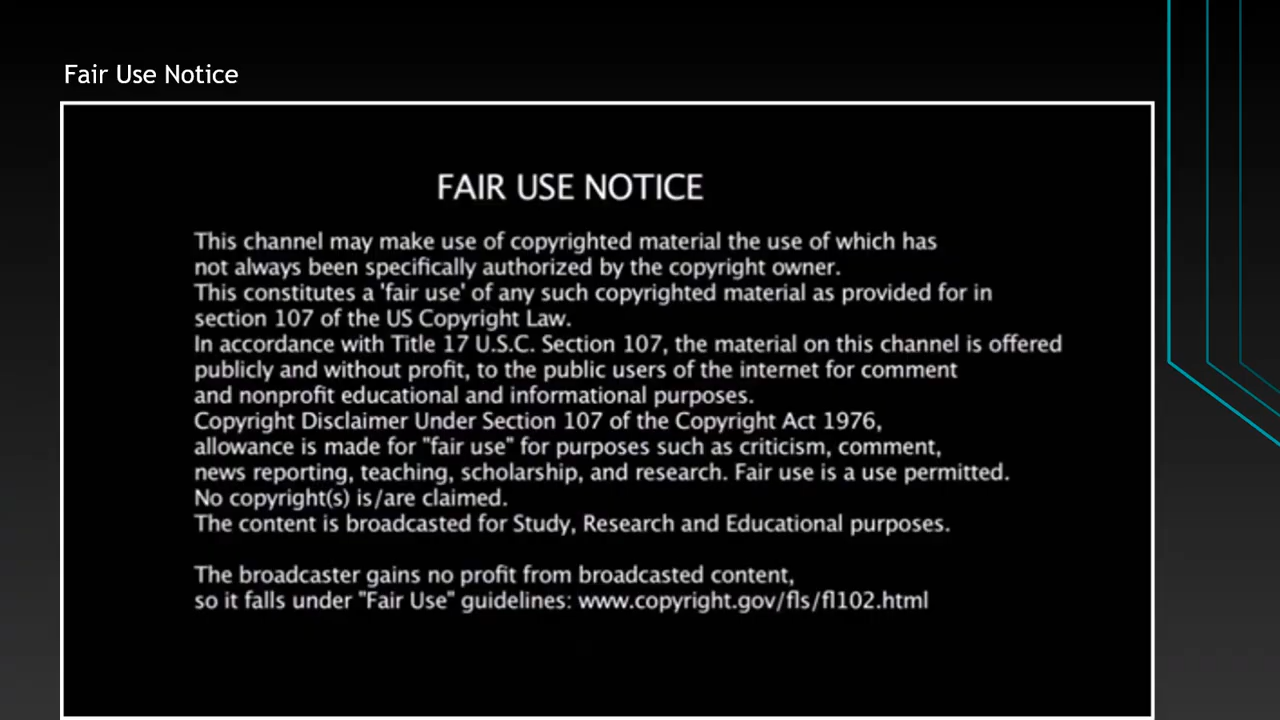 Fair Use Notice
FAIR USE NOTICE
This channel may make use of copyrighted material the use of which has
not always been specifically authorized by the copyright owner.
This constitutes a 'fair use' of any such copyrighted material as provided for in
section 107 of the US Copyright Law.
In accordance with Title 17 U.S.C. Section 107, the material on this channel is offered
publicly and without profit, to the public users of the internet for comment
and nonprofit educational and informational purposes.
Copyright Disclaimer Under Section 107 of the Copyright Act 1976,
allowance is made for "fair use" for purposes such as criticism, comment,
news reporting, teaching, scholarship, and research. Fair use is a use permitted.
No copyright(s) is/are claimed.
The content is broadcasted for Study, Research and Educational purposes.
The broadcaster gains no profit from broadcasted content,
so it falls under "Fair Use" guidelines: www.copyright.gov/fls/fl102.html